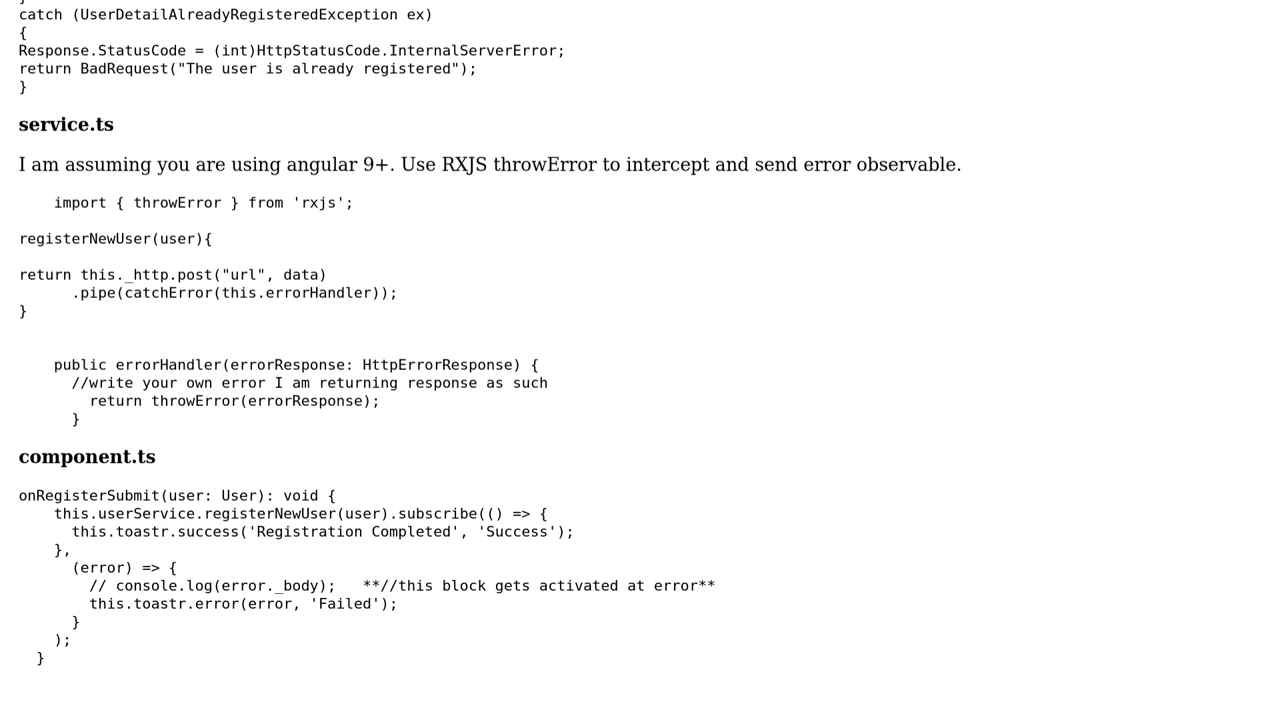 }
catch (UserDetailAlreadyRegisteredException ex)
{
Response.StatusCode = (int)HttpStatusCode.InternalServerError;
return BadRequest("The user is already registered");
}
service.ts
I am assuming you are using angular 9+. Use RXJS throwError to intercept and send error observable.
    import { throwError } from 'rxjs';
registerNewUser(user){
return this._http.post("url", data)
      .pipe(catchError(this.errorHandler));
}
    public errorHandler(errorResponse: HttpErrorResponse) {
      //write your own error I am returning response as such
        return throwError(errorResponse);
      }
component.ts
onRegisterSubmit(user: User): void {
    this.userService.registerNewUser(user).subscribe(() => {
      this.toastr.success('Registration Completed', 'Success');
    },
      (error) => {
        // console.log(error._body);   **//this block gets activated at error**
        this.toastr.error(error, 'Failed');
      }
    );
  }